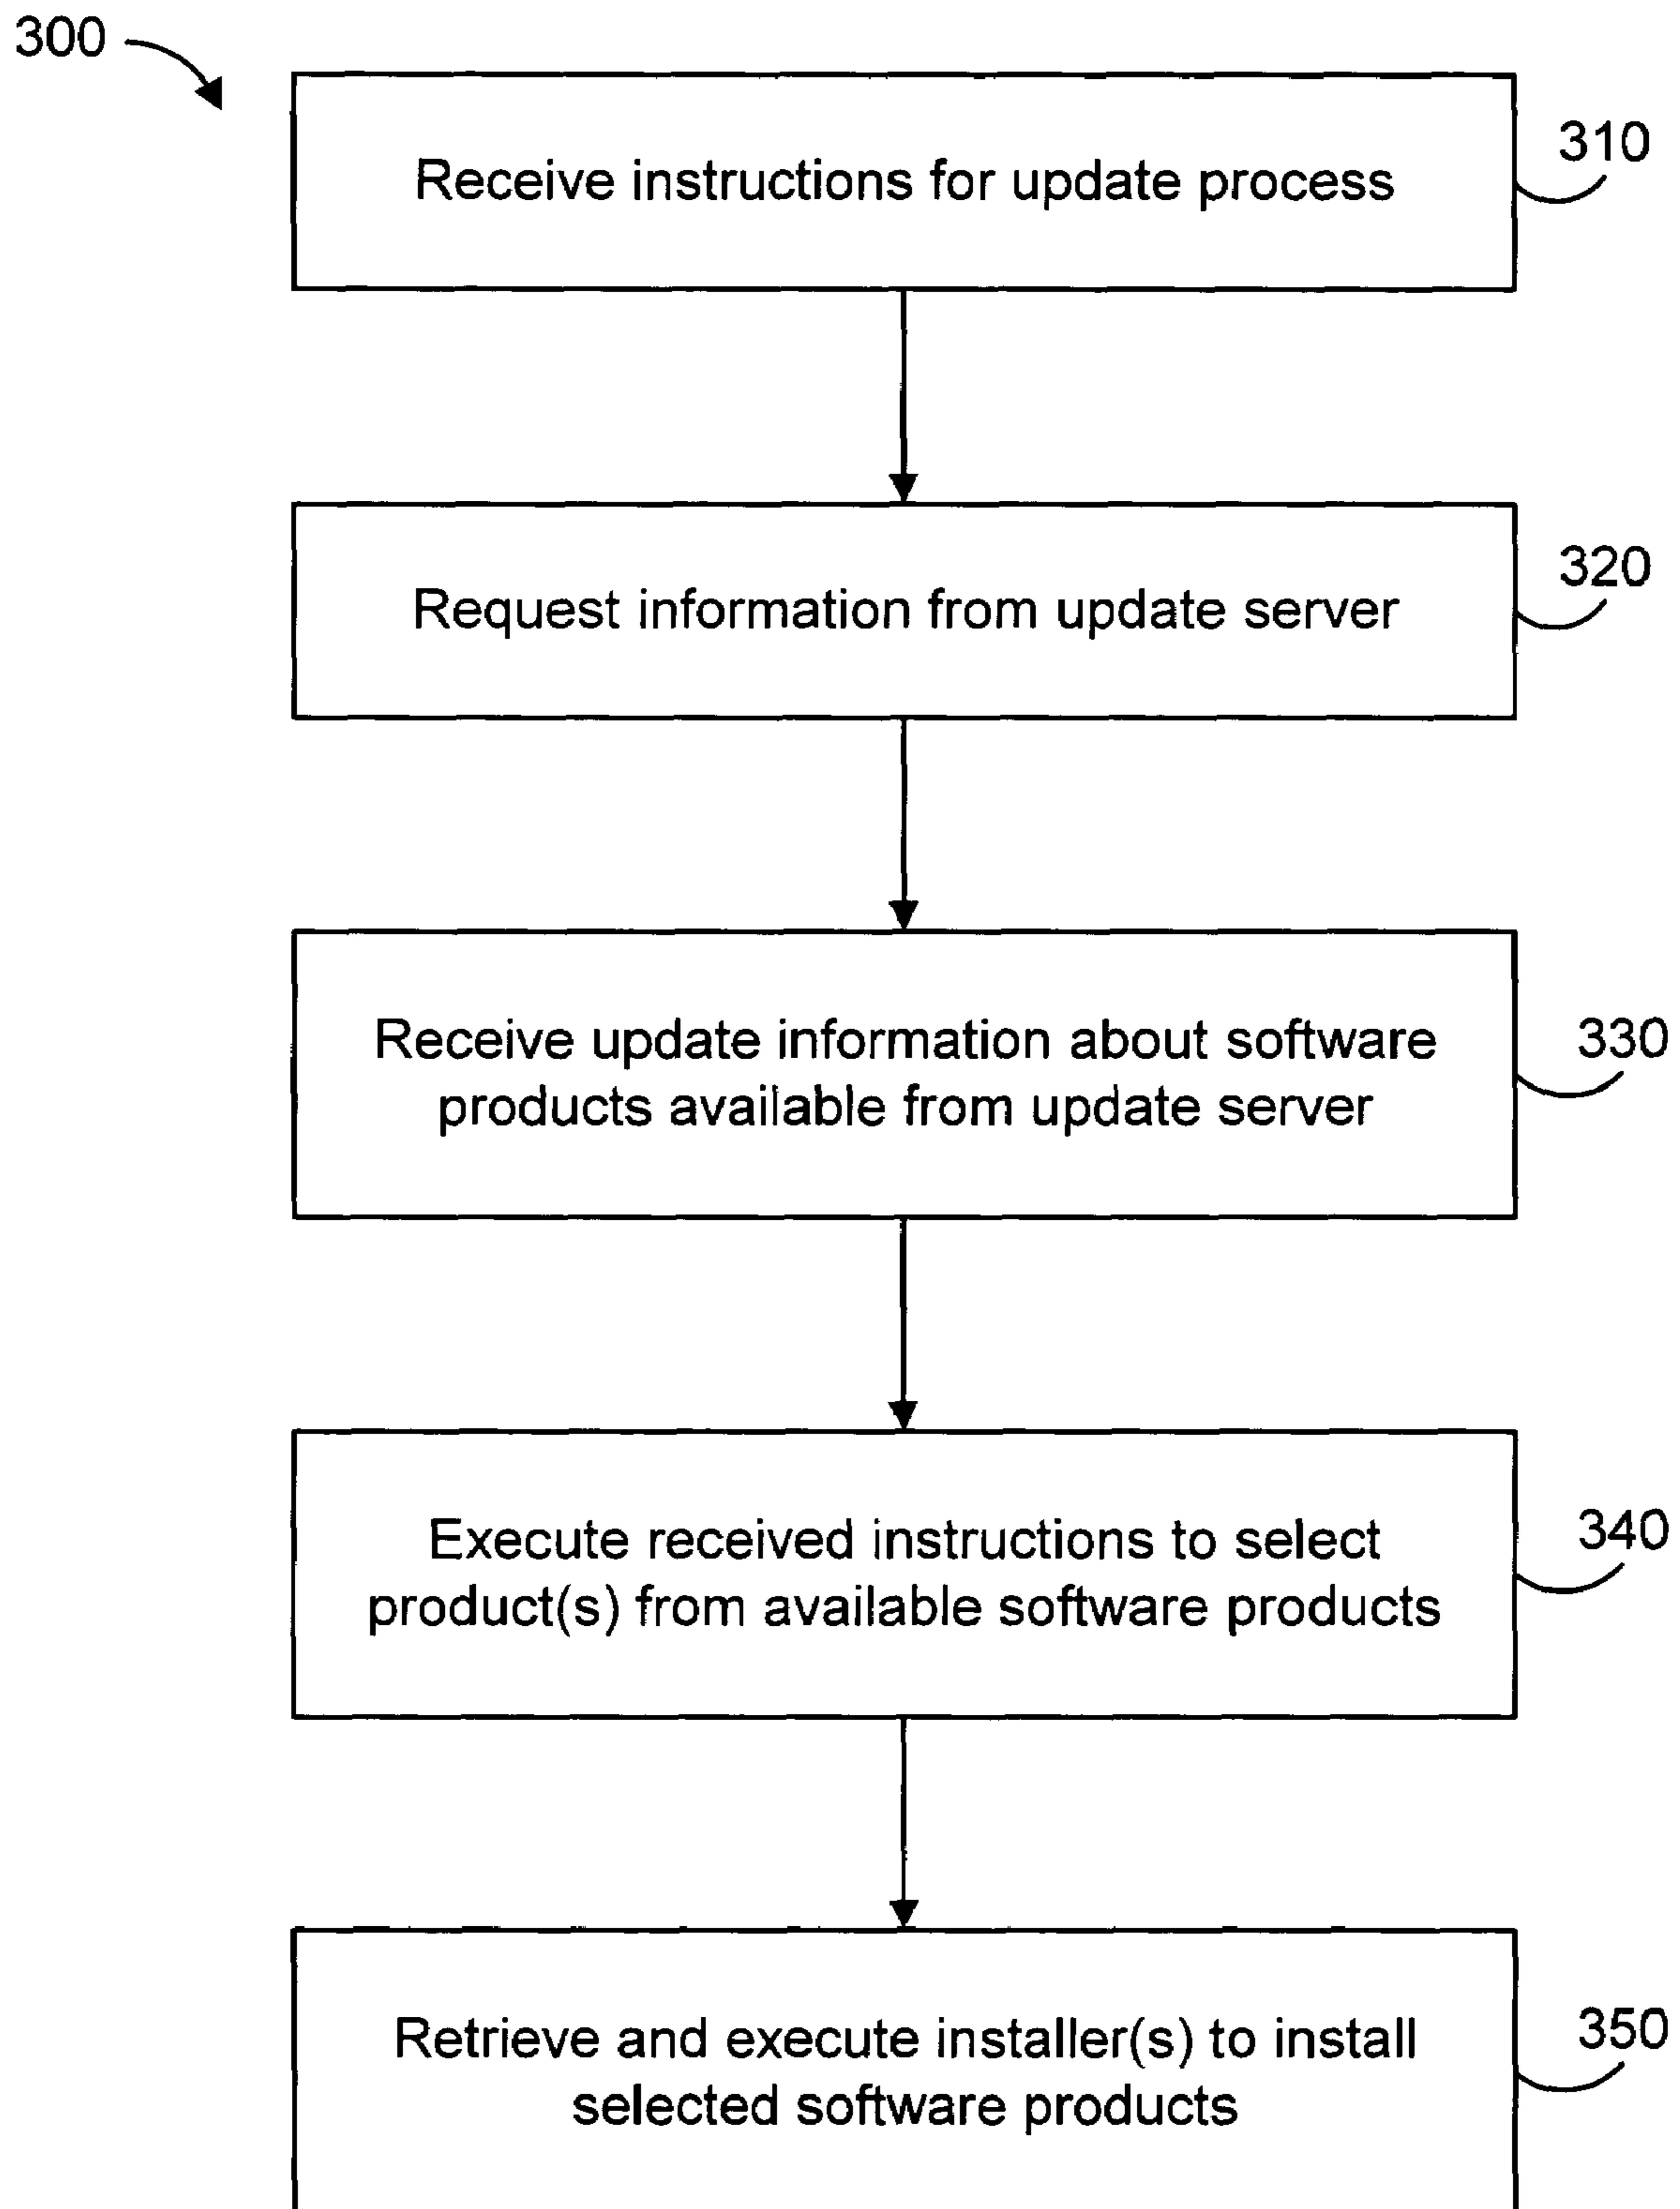 300
310
Receive instructions for update process
320
Request information from update server
Receive update information about software
330
products available from update server
Execute received instructions to select
340
product(s) from available software products
Retrieve and execute installer(s) to install
350
selected software products